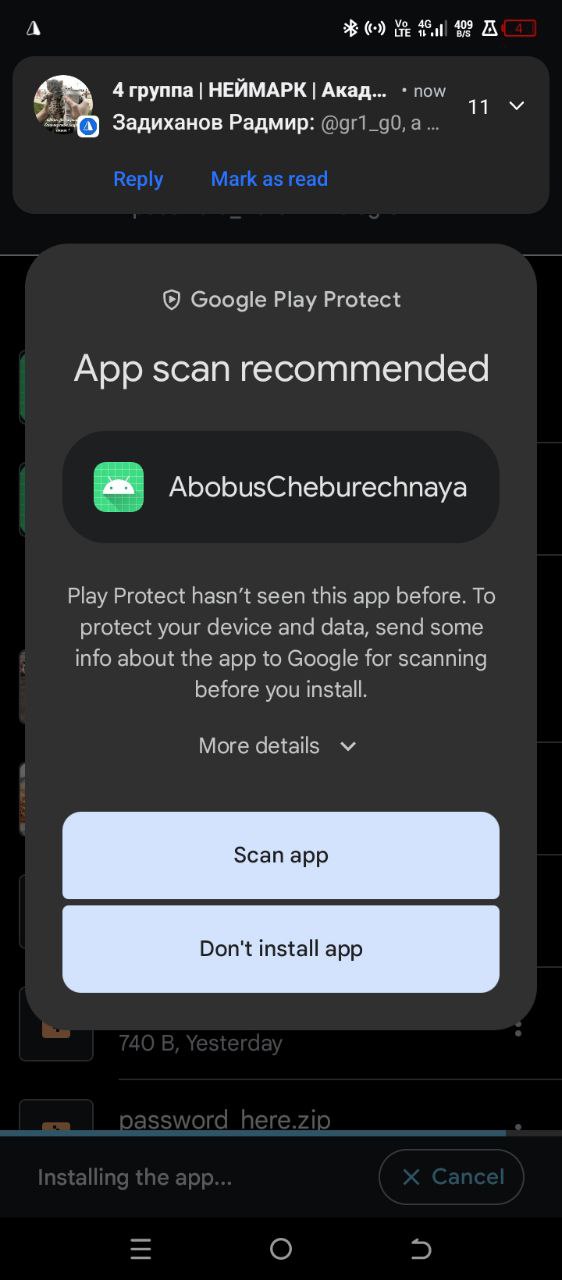 Vo
LTE
4G
409
B/S
4
4 группа | НЕЙМАРК | Акад... • now
11
Задиханов Радмир: @gr1_g0, а ...
Reply
Mark as read
Google Play Protect
App scan recommended
AbobusCheburechnaya
Play Protect hasn't seen this app before. To
protect your device and data, send some
info about the app to Google for scanning
before you install.
More details
Scan app
Don't install app
740 B, Yesterday
password_here.zip
Installing the app...
Cancel